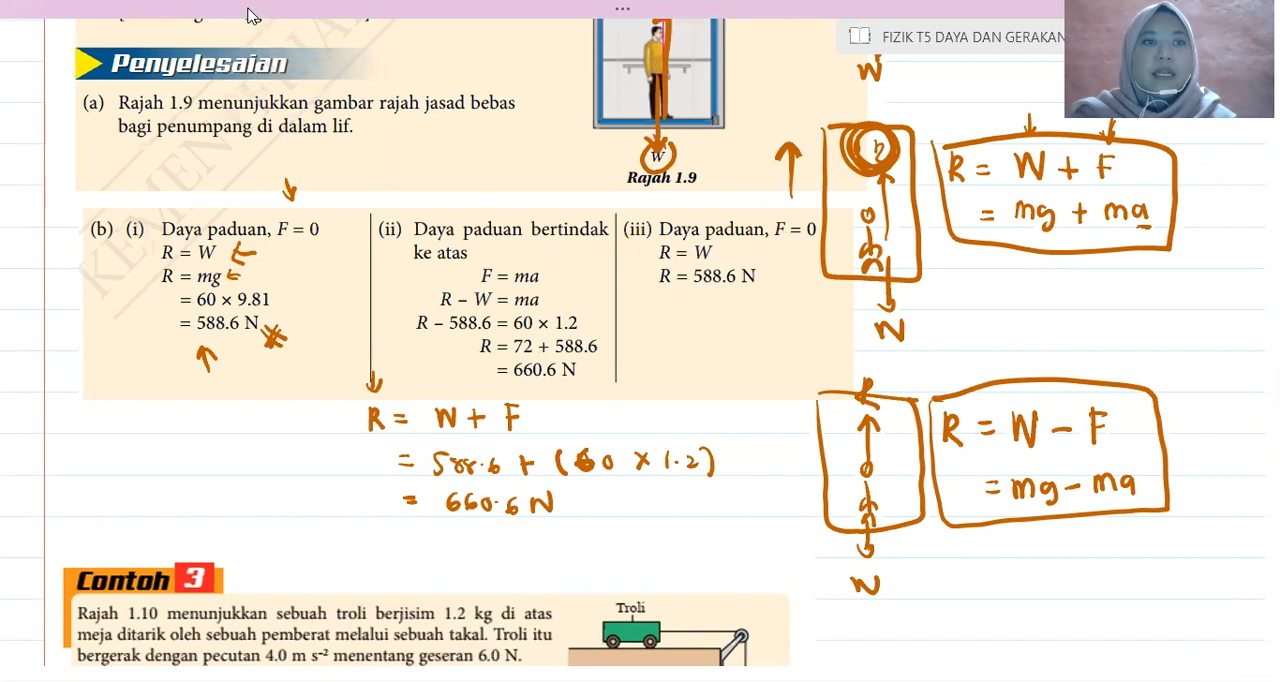 FIZIK T5 DAYA DAN GERAKAN
Penyelesaian
(a) Rajah 1.9 menunjukkan gambar rajah jasad bebas
bagi penumpang di dalam lif.
W
Rajah 1.9
(b) (i) Daya paduan, F = 0
R = W
R = mg
= 60 × 9.81
= 588.6 N
(ii) Daya paduan bertindak
ke atas
F = ma
R – W = ma
R – 588.6 = 60 × 1.2
R = 72 + 588.6
= 660.6 N
(iii) Daya paduan, F = 0
R = W
R = 588.6 N
R = W + F
= 588.6 + (60 × 1.2)
= 660.6 N
W
R = W + F
= mg + ma
W
R
R = W - F
= mg - ma
W
Contoh 3
Rajah 1.10 menunjukkan sebuah troli berjisim 1.2 kg di atas
meja ditarik oleh sebuah pemberat melalui sebuah takal. Troli itu
bergerak dengan pecutan 4.0 m s⁻² menentang geseran 6.0 N.
Troli